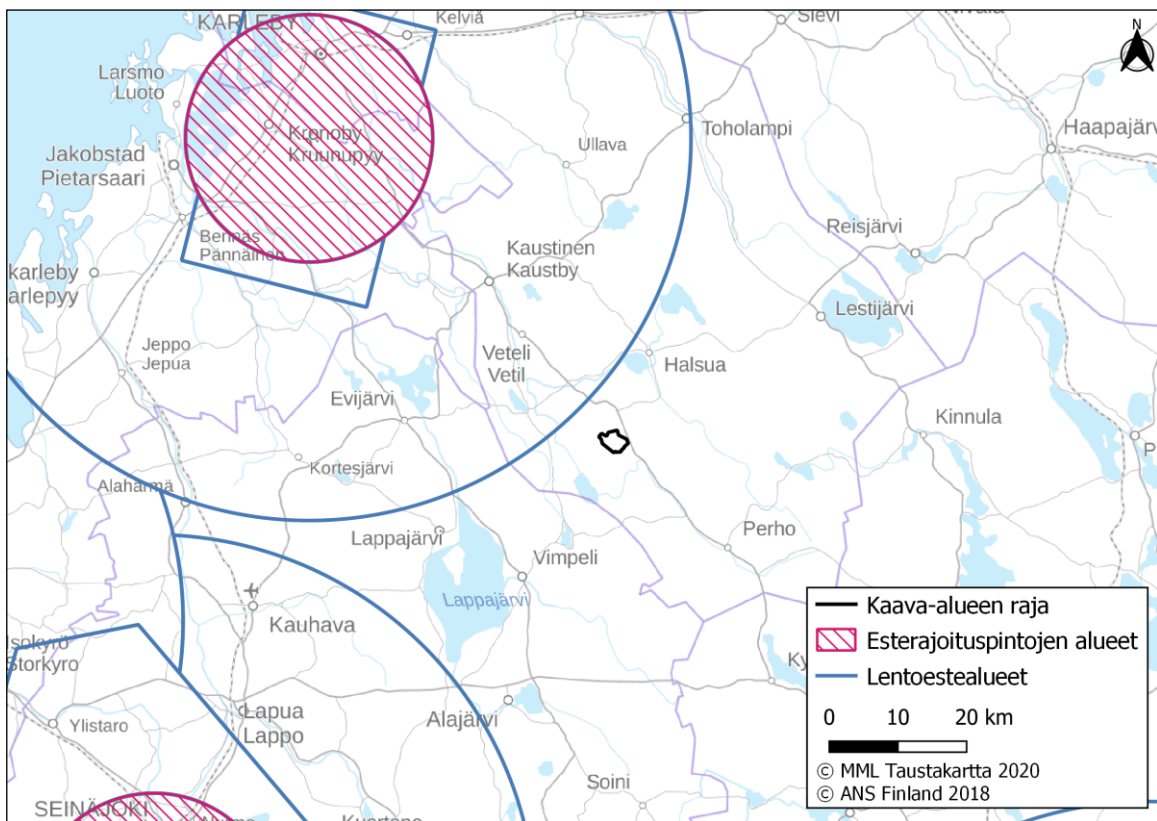 KARLEBY
Kelviä
Sievi
N
Larsmo
Luoto
Toholampi
Haapajärvi
Kronoby
Kruunupyy
Ullava
Jakobstad
Pietarsaari
Bennäs
Pännäinen
Kaustinen
Kaustby
Reisjärvi
karleby
arlepyy
Lestijärvi
Jeppo
Jepua
Veteli
Vetil
Halsua
Evijärvi
Kinnula
Kortesjärvi
Alahärmä
Lappajärvi
Perho
Vimpeli
Lappajärvi
Kauhava
Isokyrö
Storkyro
Ky
P
Lapua
Lappo
Ylistaro
Alajärvi
Soini
SEINÄJOKI
Kaava-alueen raja
Esterajoituspintojen alueet
Lentoestealueet
0 10 20 km
© MML Taustakartta 2020
© ANS Finland 2018